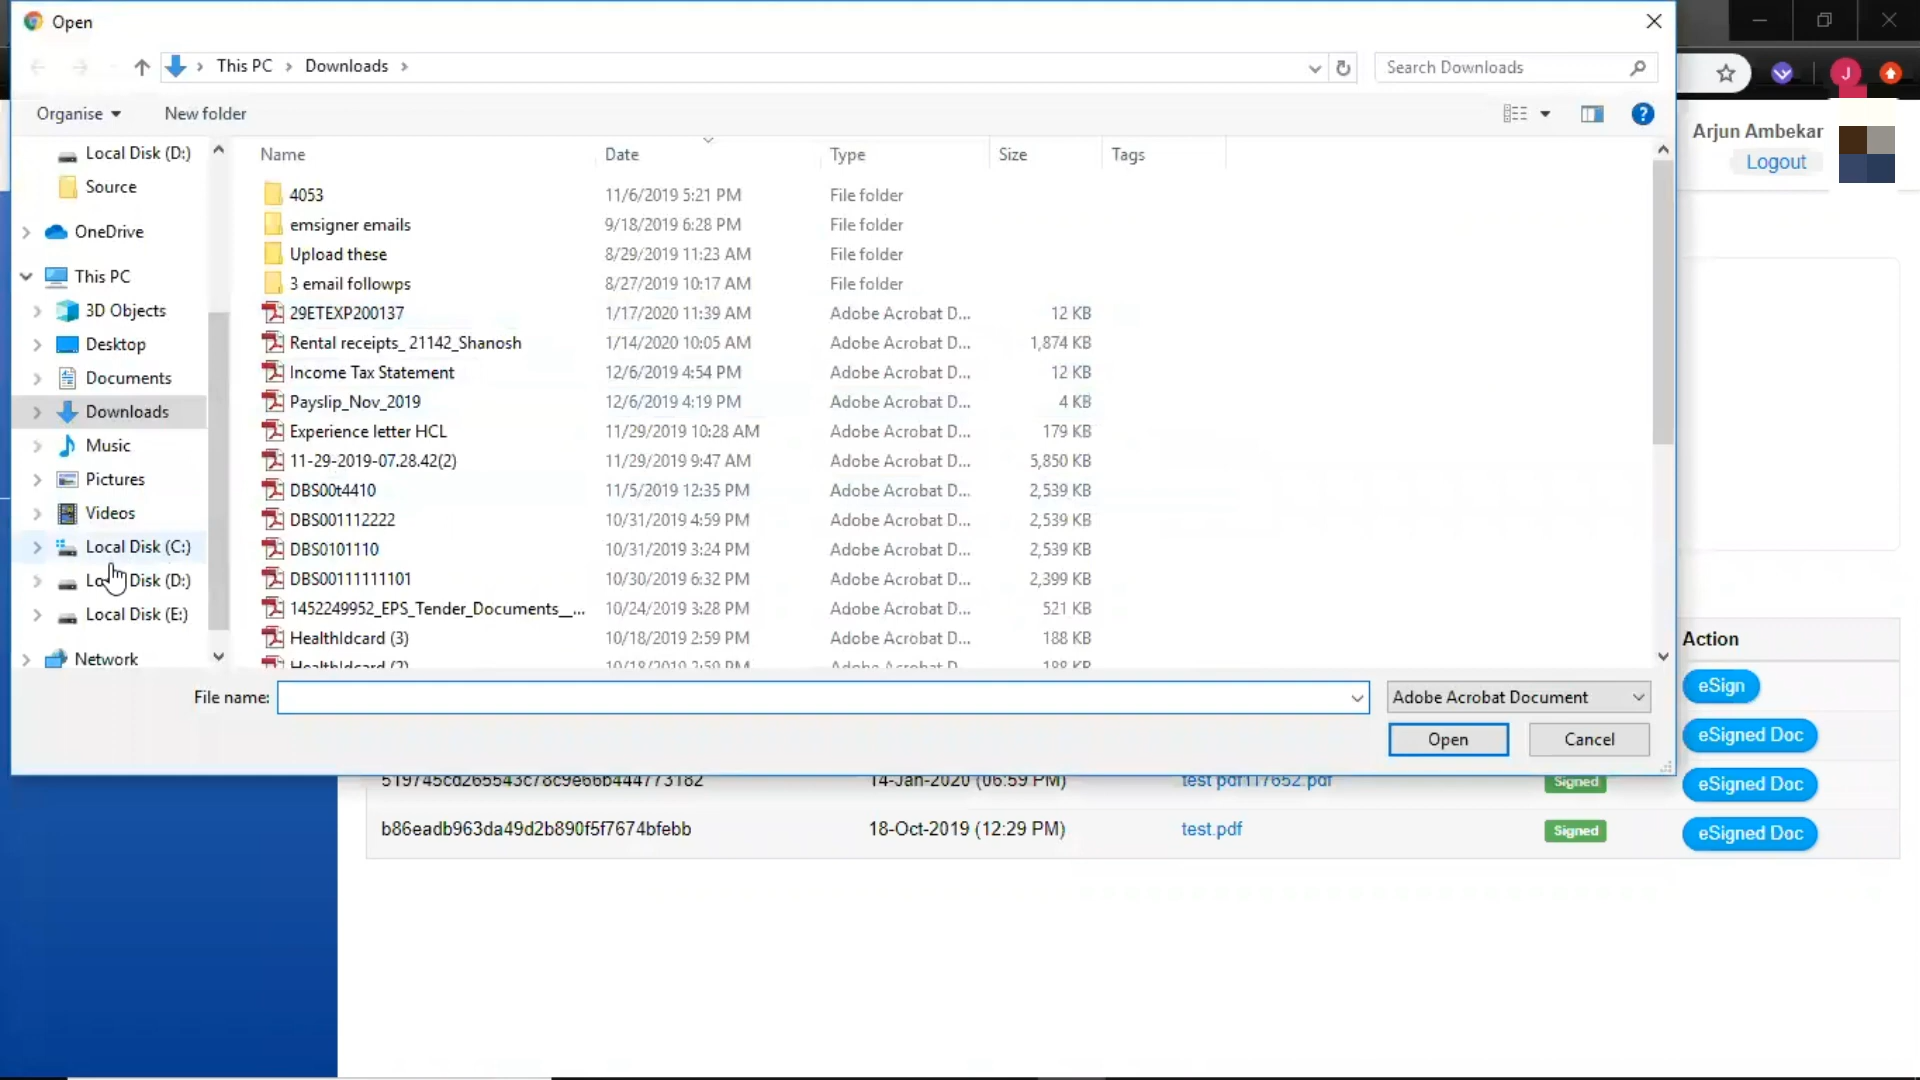 Open
This PC > Downloads >
Search Downloads
Organise
New folder
Arjun Ambekar
Logout
Local Disk (D:)
Source
OneDrive
This PC
3D Objects
Desktop
Documents
Downloads
Music
Pictures
Videos
Local Disk (C:)
Disk (D:)
Local Disk (E:)
Network
Name Date Type Size Tags
4053 11/6/2019 5:21 PM File folder
emsigner emails 9/18/2019 6:28 PM File folder
Upload these 8/29/2019 11:23 AM File folder
3 email followps 8/27/2019 10:17 AM File folder
29ETEXP200137 1/17/2020 11:39 AM Adobe Acrobat D... 12 KB
Rental receipts_ 21142_Shanosh 1/14/2020 10:05 AM Adobe Acrobat D... 1,874 KB
Income Tax Statement 12/6/2019 4:54 PM Adobe Acrobat D... 12 KB
Payslip_Nov_2019 12/6/2019 4:19 PM Adobe Acrobat D... 4 KB
Experience letter HCL 11/29/2019 10:28 AM Adobe Acrobat D... 179 KB
11-29-2019-07.28.42(2) 11/29/2019 9:47 AM Adobe Acrobat D... 5,850 KB
DBS00t4410 11/5/2019 12:35 PM Adobe Acrobat D... 2,539 KB
DBS001112222 10/31/2019 4:59 PM Adobe Acrobat D... 2,539 KB
DBS0101110 10/31/2019 3:24 PM Adobe Acrobat D... 2,539 KB
DBS00111111101 10/30/2019 6:32 PM Adobe Acrobat D... 2,399 KB
1452249952_EPS_Tender_Documents__... 10/24/2019 3:28 PM Adobe Acrobat D... 521 KB
HealthIdcard (3) 10/18/2019 2:59 PM Adobe Acrobat D... 188 KB
HealthIdcard (2) 10/18/2019 2:59 PM Adobe Acrobat D... 188 KB
File name:
Adobe Acrobat Document
Open
Cancel
Action
eSign
eSigned Doc
519745cd265543c78c9e66b444773182 14-Jan-2020 (06:59 PM) test.pdf117652.pdf Signed eSigned Doc
b86eadb963da49d2b890f5f7674bfebb 18-Oct-2019 (12:29 PM) test.pdf Signed eSigned Doc
J